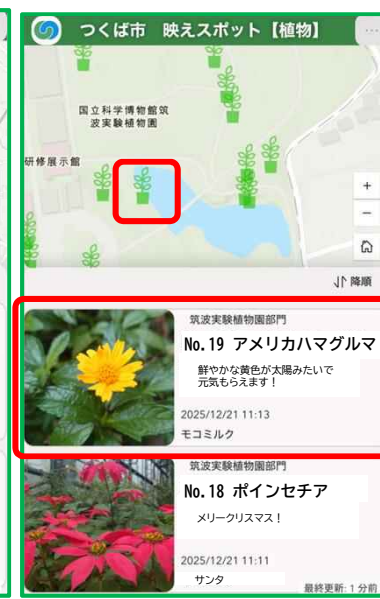 つくば市 映えスポット【植物】
国立科学博物館筑
波実験植物園
研修展示館
降順
筑波実験植物園部門
No.19 アメリカハマグルマ
鮮やかな黄色が太陽みたいで
元気もらえます！
2025/12/21 11:13
モコミルク
筑波実験植物園部門
No.18 ポインセチア
メリークリスマス！
2025/12/21 11:11
サンタ
最終更新: 1 分前